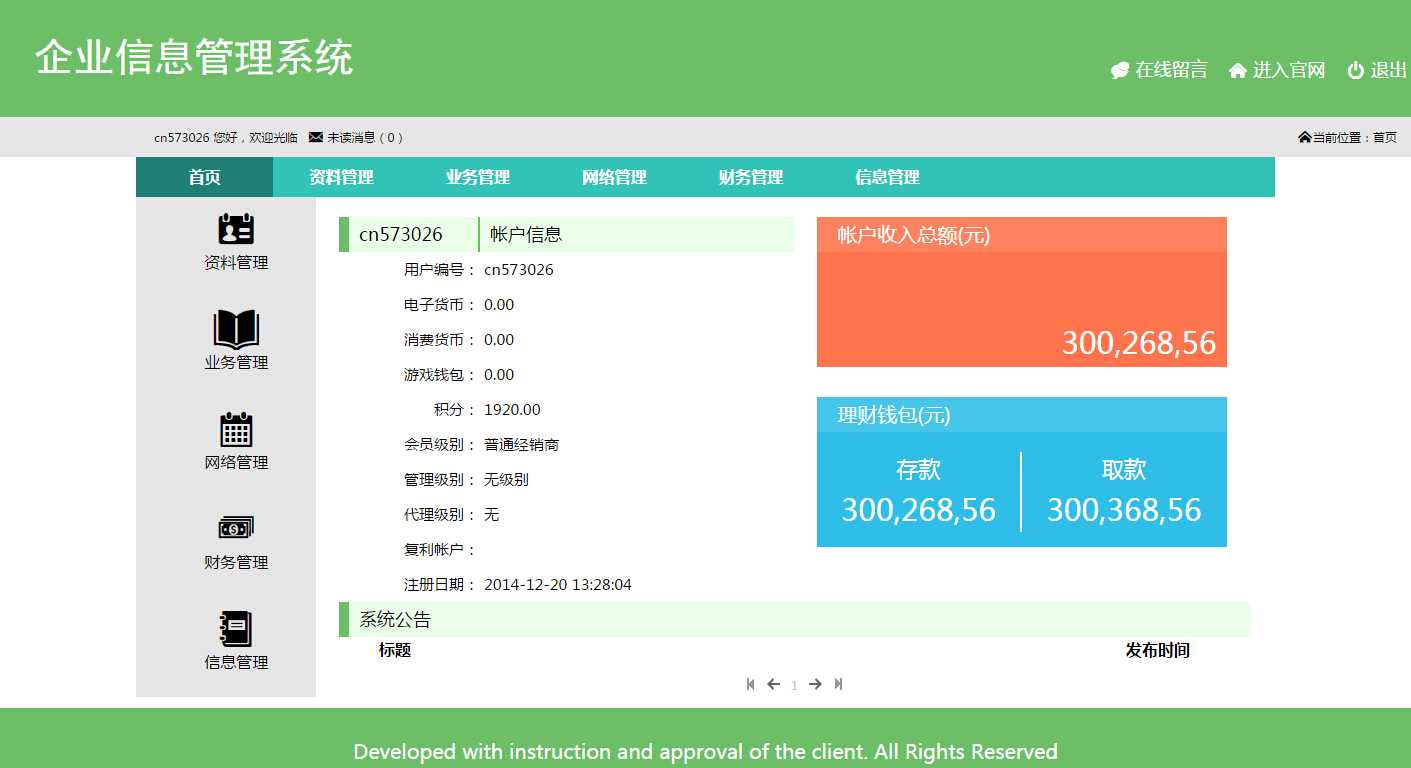 企业信息管理系统
在线留言 进入官网 退出
cn573026 您好，欢迎光临 未读消息（0）
当前位置：首页
首页 资料管理 业务管理 网络管理 财务管理 信息管理
资料管理
业务管理
网络管理
财务管理
信息管理
cn573026 帐户信息
用户编号： cn573026
电子货币： 0.00
消费货币： 0.00
游戏钱包： 0.00
积分： 1920.00
会员级别： 普通经销商
管理级别： 无级别
代理级别： 无
复利帐户：
注册日期： 2014-12-20 13:28:04
帐户收入总额(元)
300,268,56
理财钱包(元)
存款 取款
300,268,56 300,368,56
系统公告
标题 发布时间
1
Developed with instruction and approval of the client. All Rights Reserved